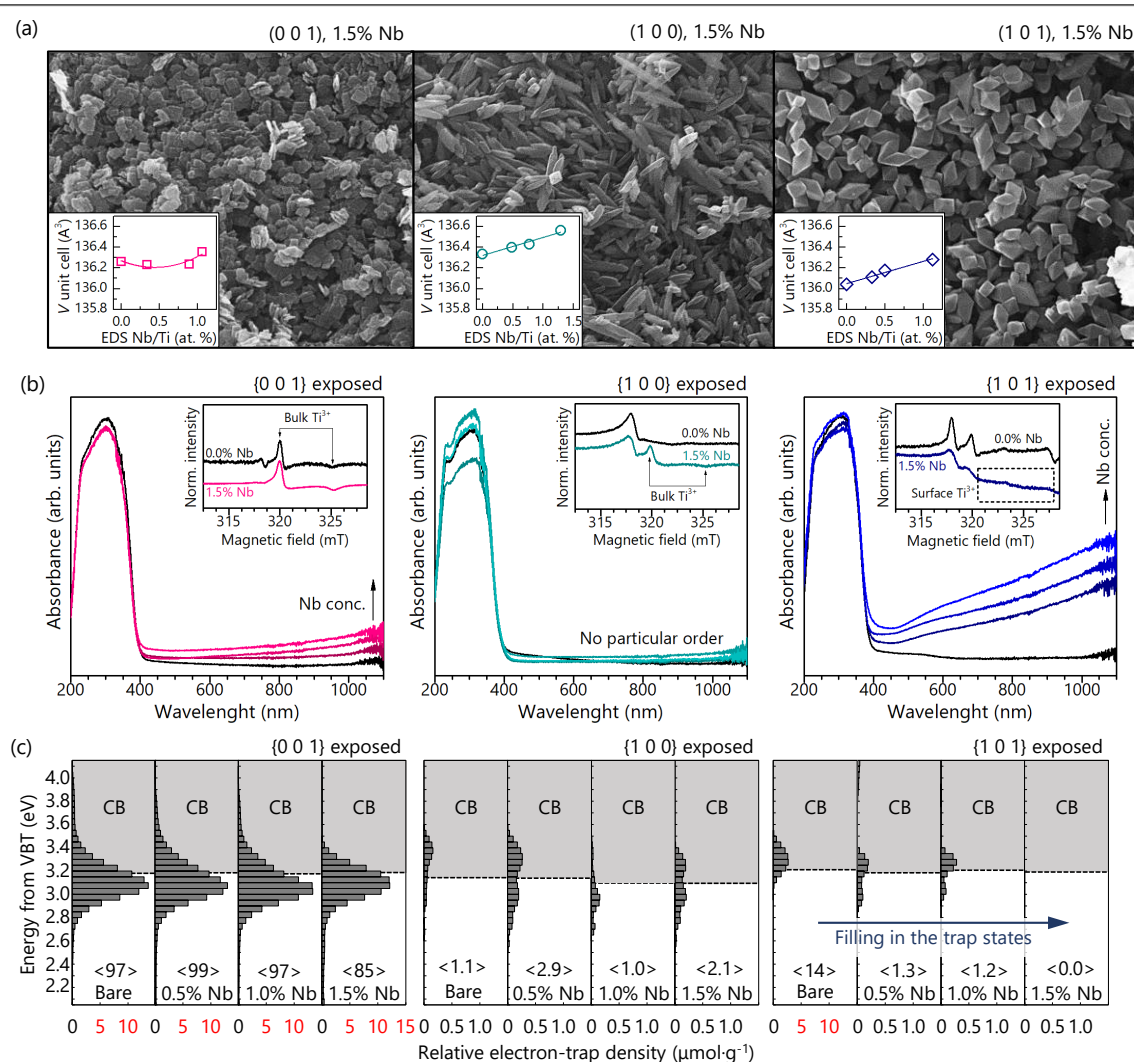 (a)
(0 0 1), 1.5% Nb
(1 0 0), 1.5% Nb
(1 0 1), 1.5% Nb
V unit cell (A³)
136.6
136.4
136.2
136.0
135.8
0.0 0.5 1.0
EDS Nb/Ti (at. %)
V unit cell (A³)
136.6
136.4
136.2
136.0
135.8
0.0 0.5 1.0 1.5
EDS Nb/Ti (at. %)
V unit cell (A³)
136.6
136.4
136.2
136.0
135.8
0.0 0.5 1.0
EDS Nb/Ti (at. %)
(b)
{0 0 1} exposed
Absorbance (arb. units)
Norm. intensity
Bulk Ti³⁺
0.0% Nb
1.5% Nb
315 320 325
Magnetic field (mT)
Nb conc.
200 400 600 800 1000
Wavelenght (nm)
{1 0 0} exposed
Absorbance (arb. units)
Norm. intensity
0.0% Nb
1.5% Nb
Bulk Ti³⁺
315 320 325
Magnetic field (mT)
No particular order
200 400 600 800 1000
Wavelenght (nm)
{1 0 1} exposed
Absorbance (arb. units)
Norm. intensity
0.0% Nb
1.5% Nb
Surface Ti³⁺
315 320 325
Magnetic field (mT)
Nb conc.
200 400 600 800 1000
Wavelenght (nm)
(c)
{0 0 1} exposed
{1 0 0} exposed
{1 0 1} exposed
Energy from VBT (eV)
4.0
3.8
3.6
3.4
3.2
3.0
2.8
2.6
2.4
2.2
CB CB CB CB CB CB CB CB CB CB CB CB
Filling in the trap states
<97> <99> <97> <85> <1.1> <2.9> <1.0> <2.1> <14> <1.3> <1.2> <0.0>
Bare 0.5% Nb 1.0% Nb 1.5% Nb Bare 0.5% Nb 1.0% Nb 1.5% Nb Bare 0.5% Nb 1.0% Nb 1.5% Nb
0 5 10 0 5 10 0 5 10 0 5 10 15 0 0.5 1.0 0 0.5 1.0 0 0.5 1.0 0 0.5 1.0 0 5 10 0 0.5 1.0 0 0.5 1.0 0 0.5 1.0
Relative electron-trap density (μmol·g⁻¹)